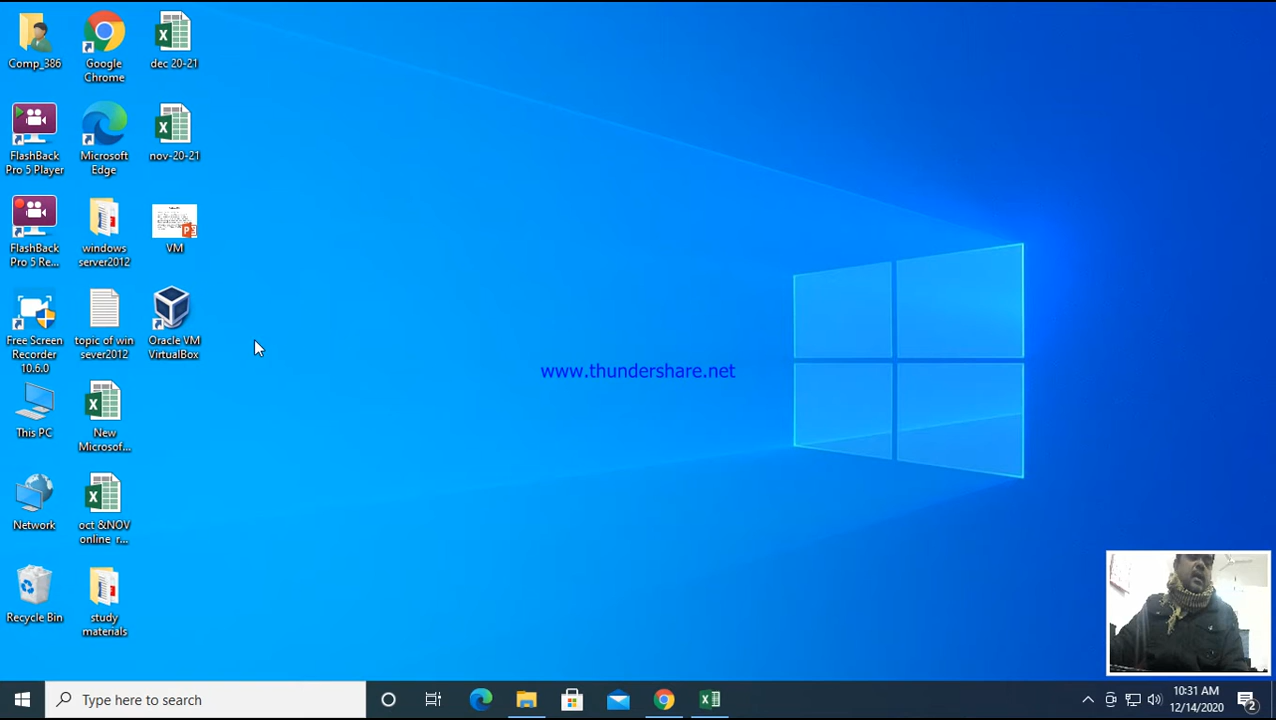 Comp_386
Google
Chrome
dec 20-21
FlashBack
Pro 5 Player
Microsoft
Edge
nov-20-21
FlashBack
Pro 5 Re...
windows
server2012
VM
Free Screen
Recorder
10.6.0
topic of win
sever2012
Oracle VM
VirtualBox
www.thundershare.net
This PC
New
Microsof...
Network
oct &NOV
online r...
Recycle Bin
study
materials
Type here to search
10:31 AM
12/14/2020
2